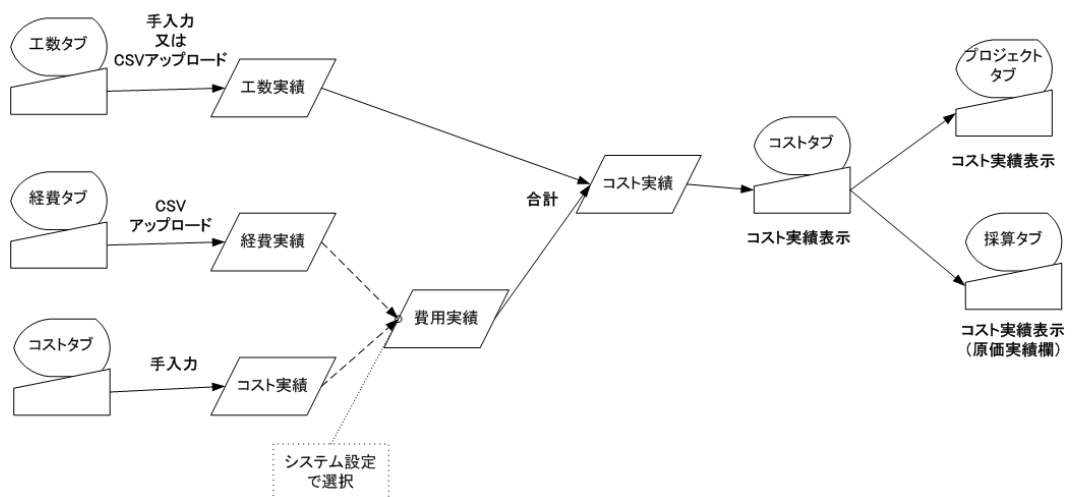 工数タブ
手入力
又は
CSVアップロード
工数実績
経費タブ
CSV
アップロード
経費実績
コストタブ
手入力
コスト実績
システム設定
で選択
費用実績
合計
コスト実績
コストタブ
コスト実績表示
プロジェクト
タブ
コスト実績表示
採算タブ
コスト実績表示
(原価実績欄)